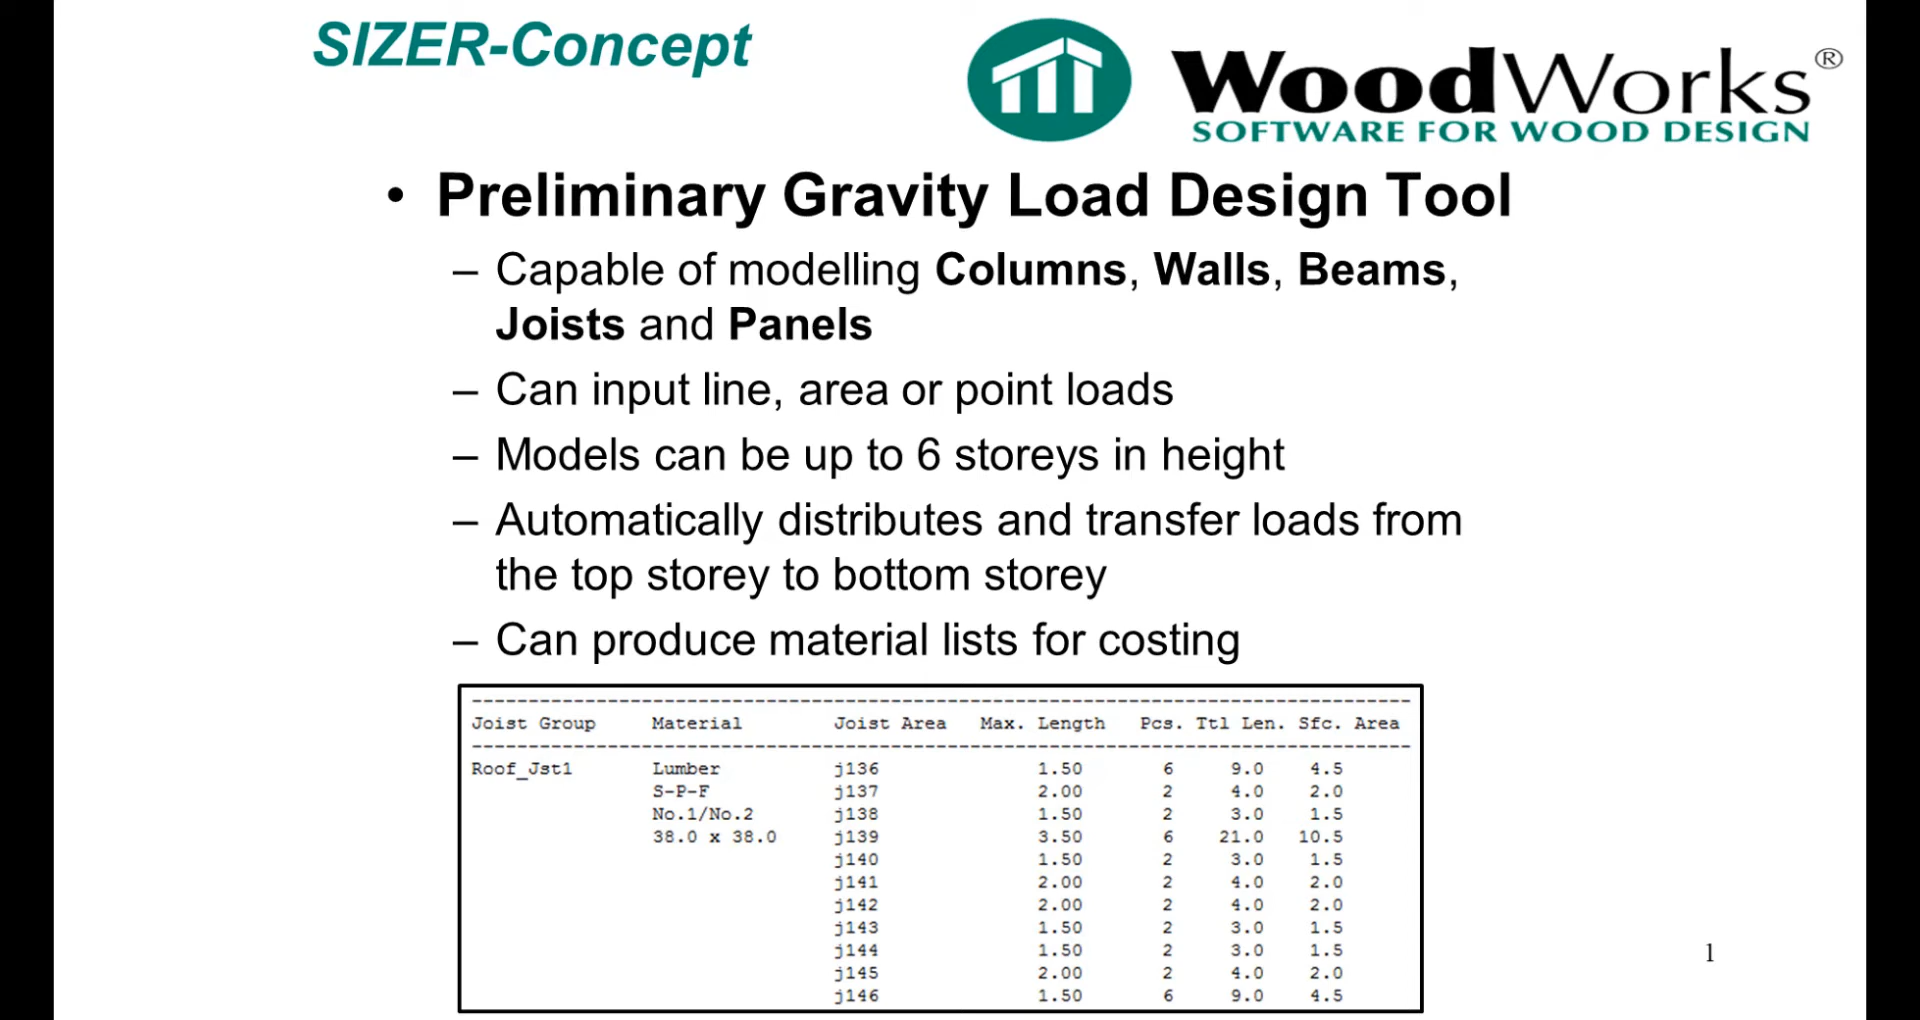 SIZER-Concept
WoodWorks®
SOFTWARE FOR WOOD DESIGN
• Preliminary Gravity Load Design Tool
– Capable of modelling Columns, Walls, Beams,
Joists and Panels
– Can input line, area or point loads
– Models can be up to 6 storeys in height
– Automatically distributes and transfer loads from
the top storey to bottom storey
– Can produce material lists for costing
Joist Group Material Joist Area Max. Length Pcs. Ttl Len. Sfc. Area
Roof_Jst1 Lumber j136 1.50 6 9.0 4.5
S-P-F j137 2.00 2 4.0 2.0
No.1/No.2 j138 1.50 2 3.0 1.5
38.0 x 38.0 j139 3.50 6 21.0 10.5
j140 1.50 2 3.0 1.5
j141 2.00 2 4.0 2.0
j142 2.00 2 4.0 2.0
j143 1.50 2 3.0 1.5
j144 1.50 2 3.0 1.5
j145 2.00 2 4.0 2.0
j146 1.50 6 9.0 4.5
1